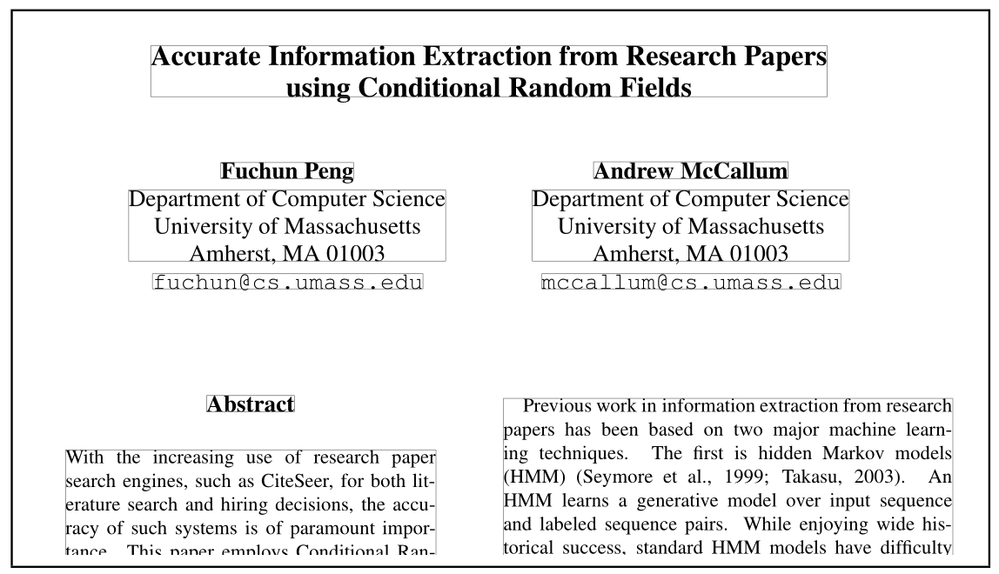 Accurate Information Extraction from Research Papers
using Conditional Random Fields
Fuchun Peng
Department of Computer Science
University of Massachusetts
Amherst, MA 01003
fuchun@cs.umass.edu
Andrew McCallum
Department of Computer Science
University of Massachusetts
Amherst, MA 01003
mccallum@cs.umass.edu
Abstract
With the increasing use of research paper
search engines, such as CiteSeer, for both lit-
erature search and hiring decisions, the accu-
racy of such systems is of paramount impor-
tance. This paper employs Conditional Ran-
Previous work in information extraction from research
papers has been based on two major machine learn-
ing techniques. The first is hidden Markov models
(HMM) (Seymore et al., 1999; Takasu, 2003). An
HMM learns a generative model over input sequence
and labeled sequence pairs. While enjoying wide his-
torical success, standard HMM models have difficulty